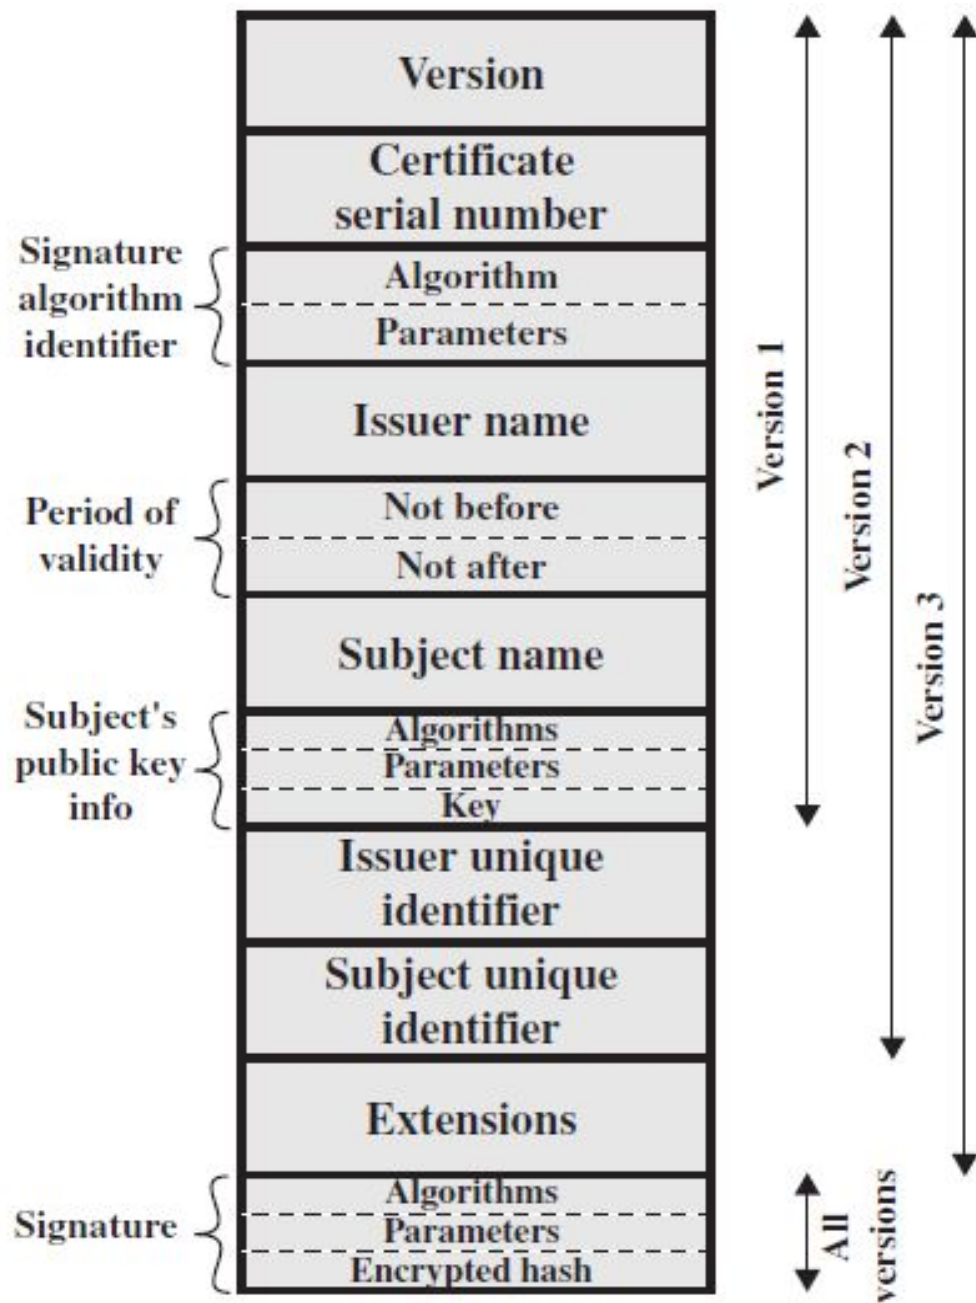 Version
Certificate
serial number
Signature
algorithm
identifier
Algorithm
Parameters
Issuer name
Period of
validity
Not before
Not after
Subject name
Subject's
public key
info
Algorithms
Parameters
Key
Issuer unique
identifier
Subject unique
identifier
Extensions
Signature
Algorithms
Parameters
Encrypted hash
Version 1
Version 2
Version 3
All
versions